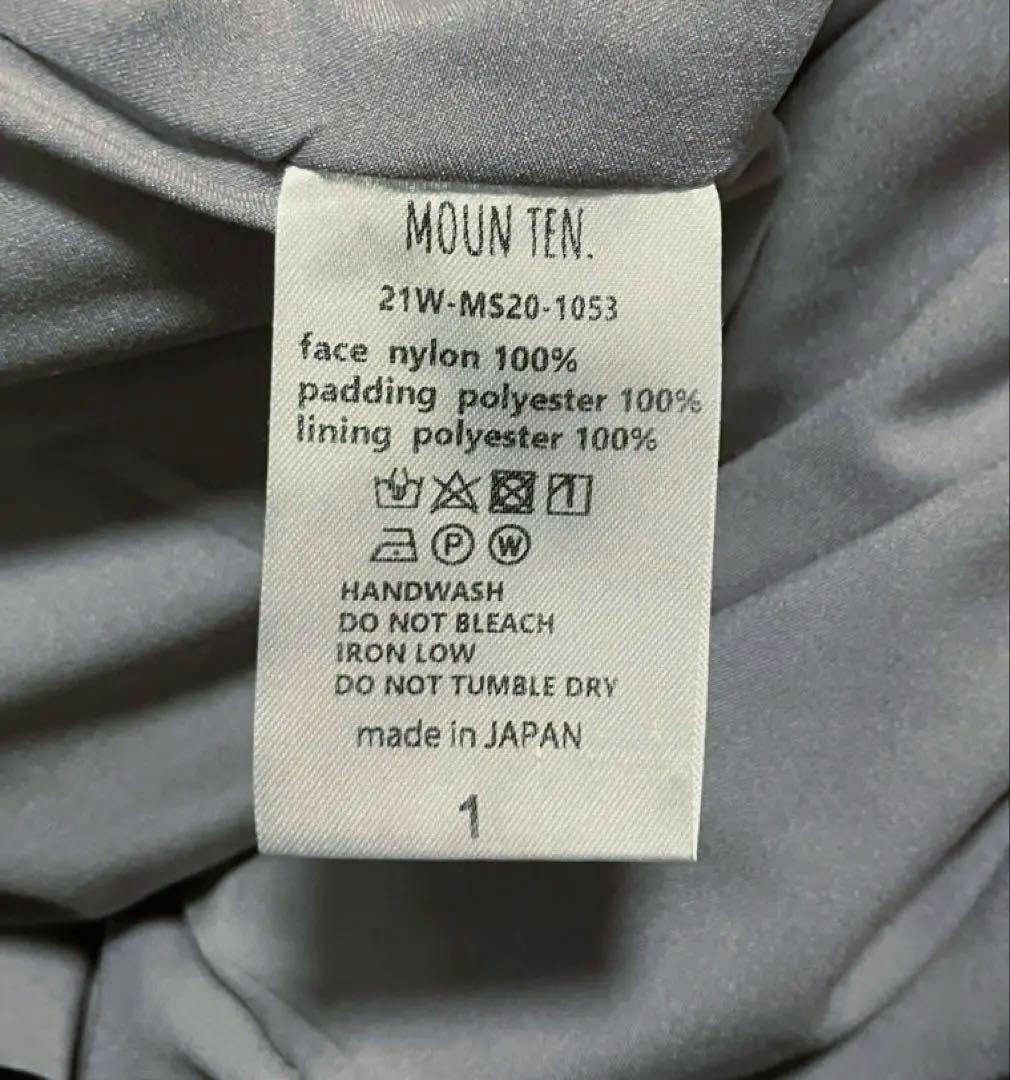 MOUN TEN.
21W-MS20-1053
face nylon 100%
padding polyester 100%
lining polyester 100%
P W
HANDWASH
DO NOT BLEACH
IRON LOW
DO NOT TUMBLE DRY
made in JAPAN
1